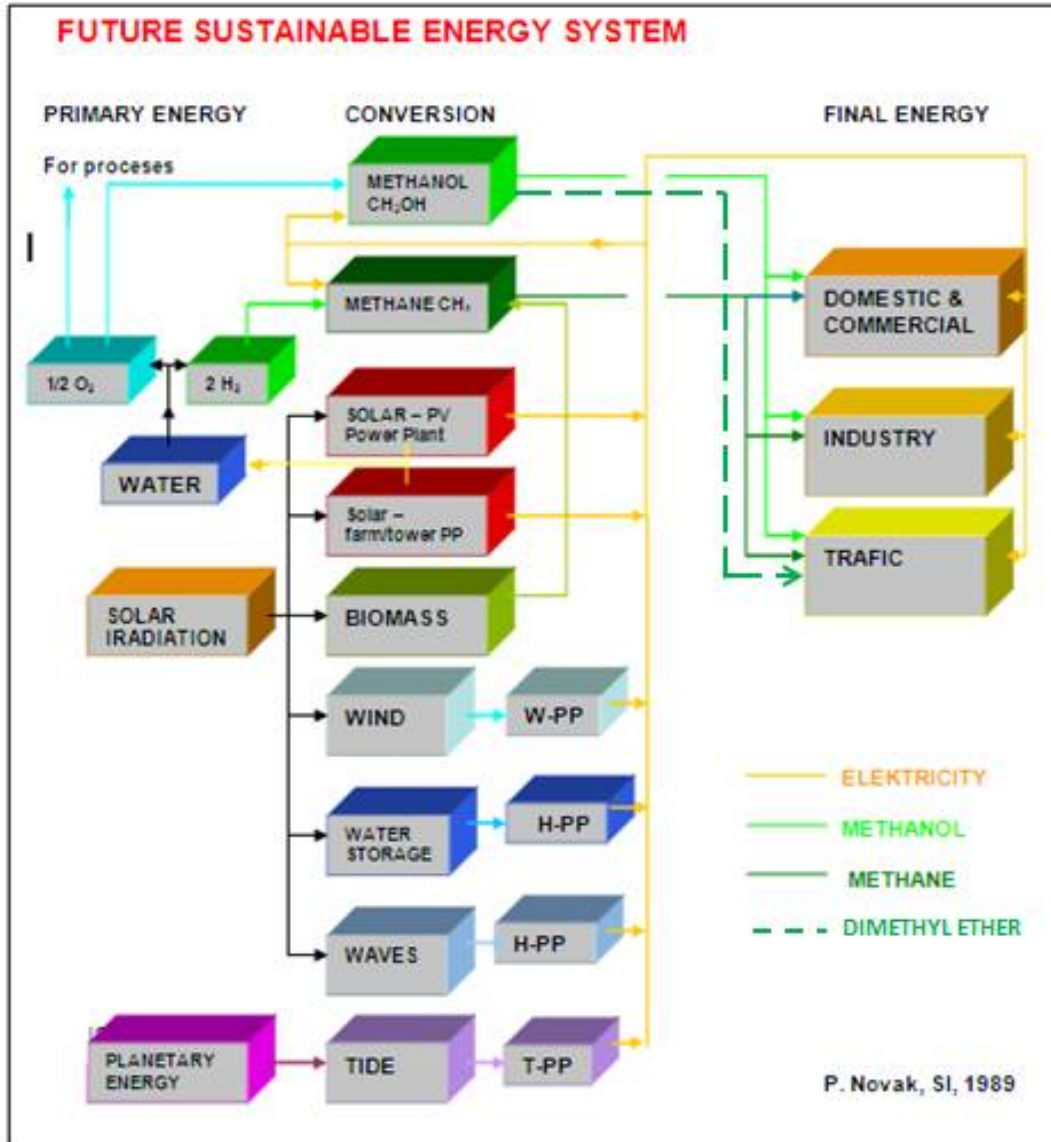 FUTURE SUSTAINABLE ENERGY SYSTEM
PRIMARY ENERGY
CONVERSION
FINAL ENERGY
For proceses
METHANOL
CH₃OH
METHANE CH₄
1/2 O₂
2 H₂
DOMESTIC &
COMMERCIAL
SOLAR – PV
Power Plant
INDUSTRY
WATER
Solar –
farm/tower PP
TRAFIC
SOLAR
IRADIATION
BIOMASS
WIND
W-PP
ELEKTRICITY
WATER
STORAGE
H-PP
METHANOL
METHANE
DIMETHYL ETHER
WAVES
H-PP
PLANETARY
ENERGY
TIDE
T-PP
P. Novak, SI, 1989